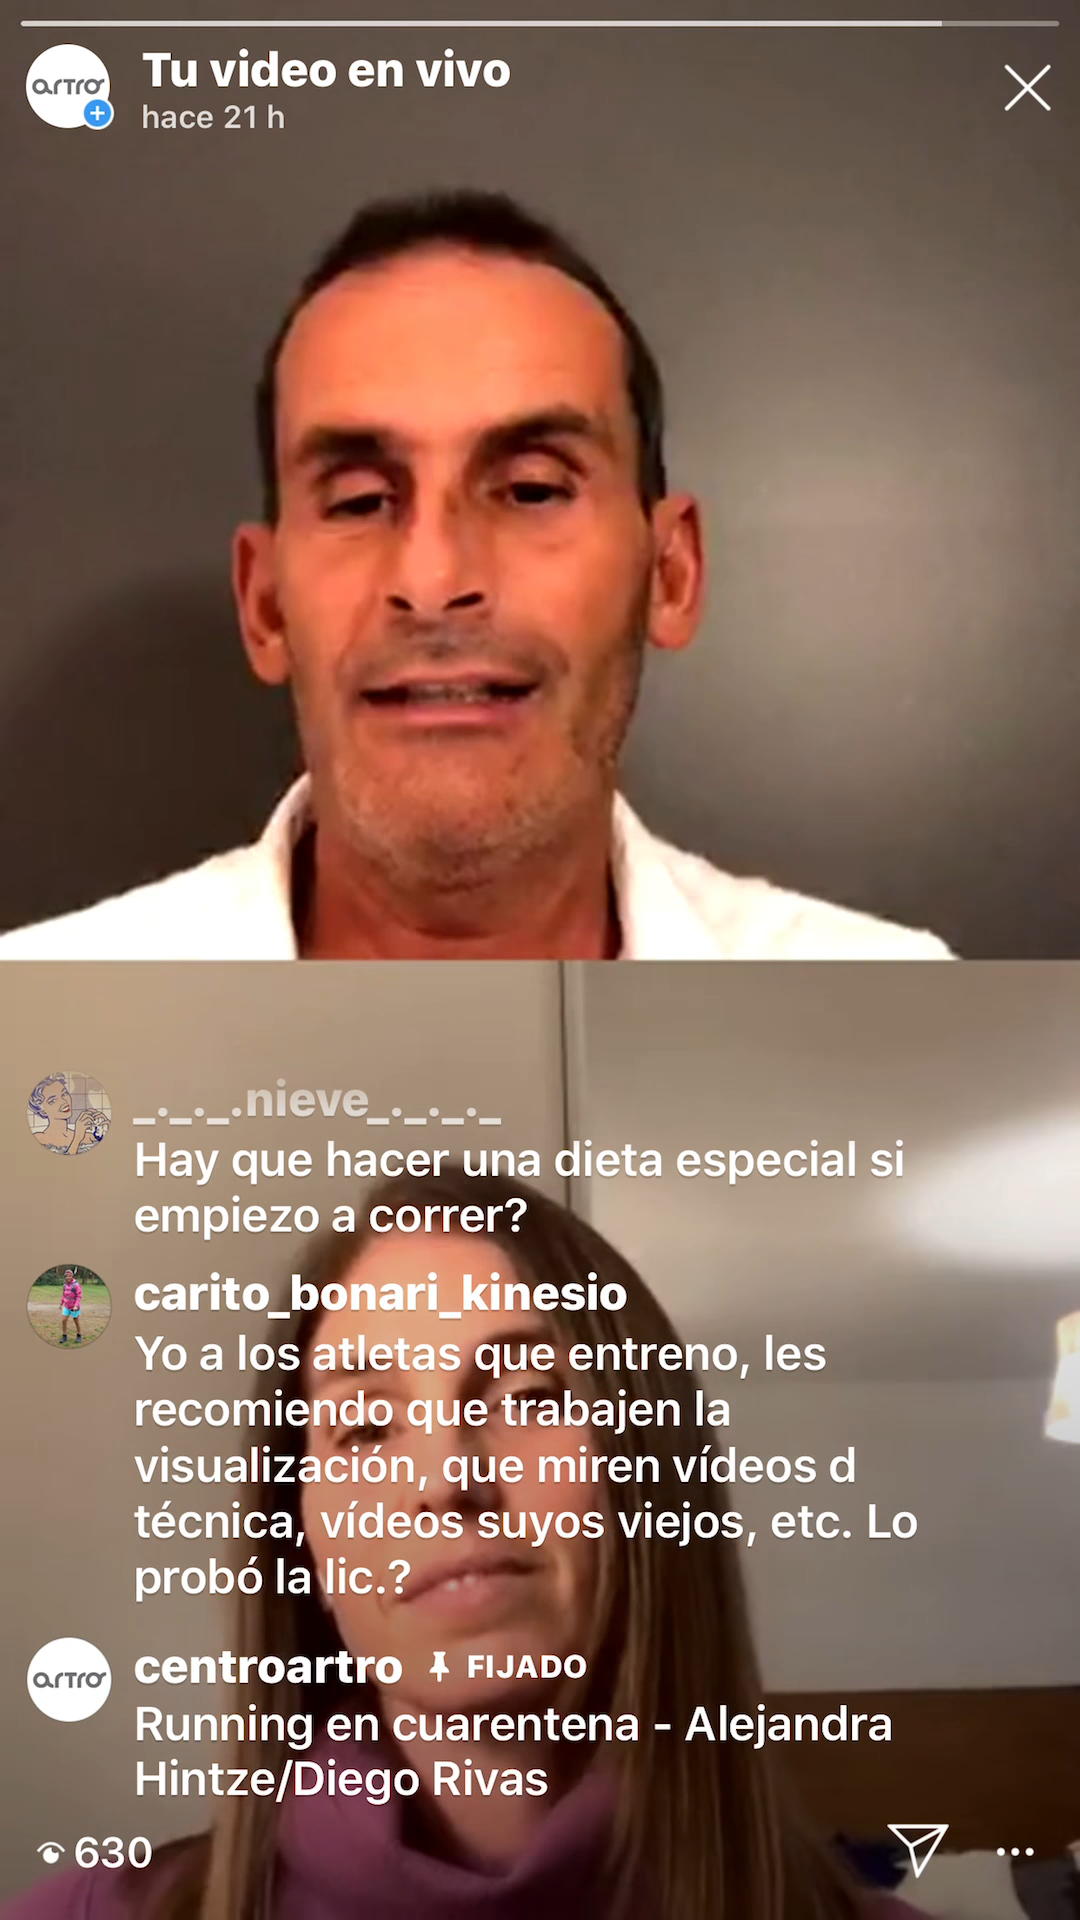 artro
Tu video en vivo
hace 21 h
_._._.nieve_._._._
Hay que hacer una dieta especial si
empiezo a correr?
carito_bonari_kinesio
Yo a los atletas que entreno, les
recomiendo que trabajen la
visualización, que miren vídeos d
técnica, vídeos suyos viejos, etc. Lo
probó la lic.?
artro
centroartro FIJADO
Running en cuarentena - Alejandra
Hintze/Diego Rivas
630